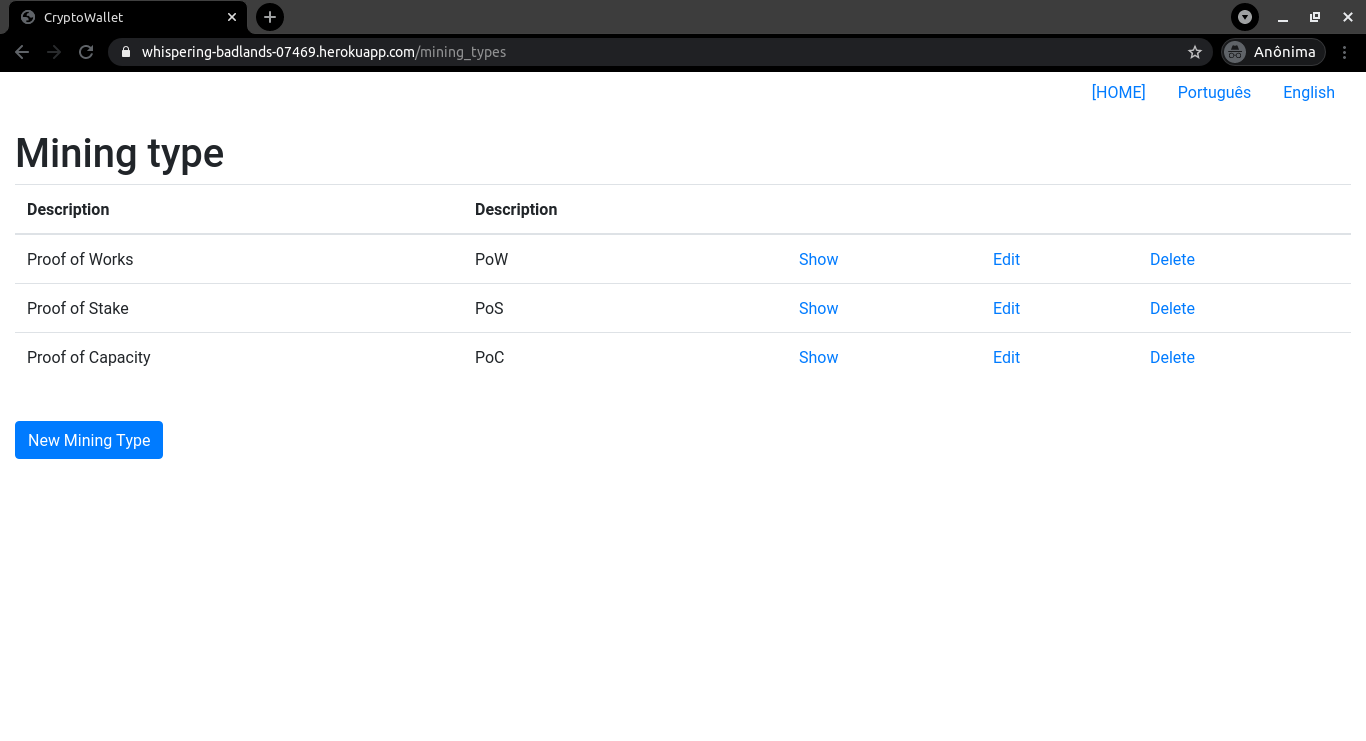 CryptoWallet
whispering-badlands-07469.herokuapp.com/mining_types Anônima
[HOME] Português English
Mining type
Description Description
Proof of Works PoW Show Edit Delete
Proof of Stake PoS Show Edit Delete
Proof of Capacity PoC Show Edit Delete
New Mining Type